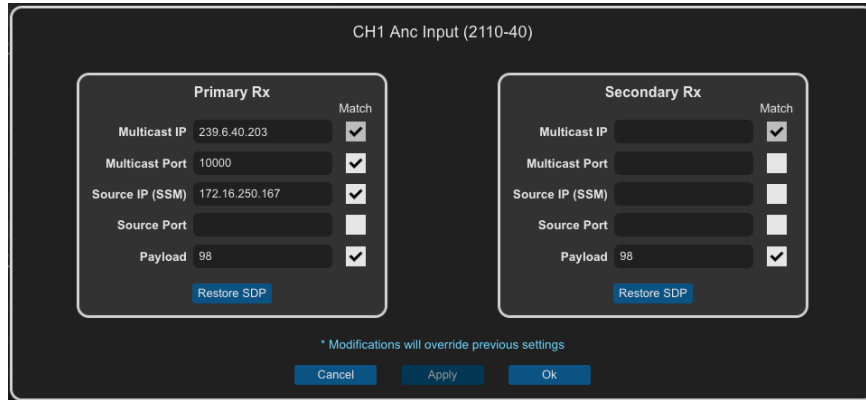 CH1 Anc Input (2110-40)
Primary Rx
Match
Multicast IP 239.6.40.203
Multicast Port 10000
Source IP (SSM) 172.16.250.167
Source Port
Payload 98
Restore SDP
Secondary Rx
Match
Multicast IP
Multicast Port
Source IP (SSM)
Source Port
Payload 98
Restore SDP
* Modifications will override previous settings
Cancel Apply Ok